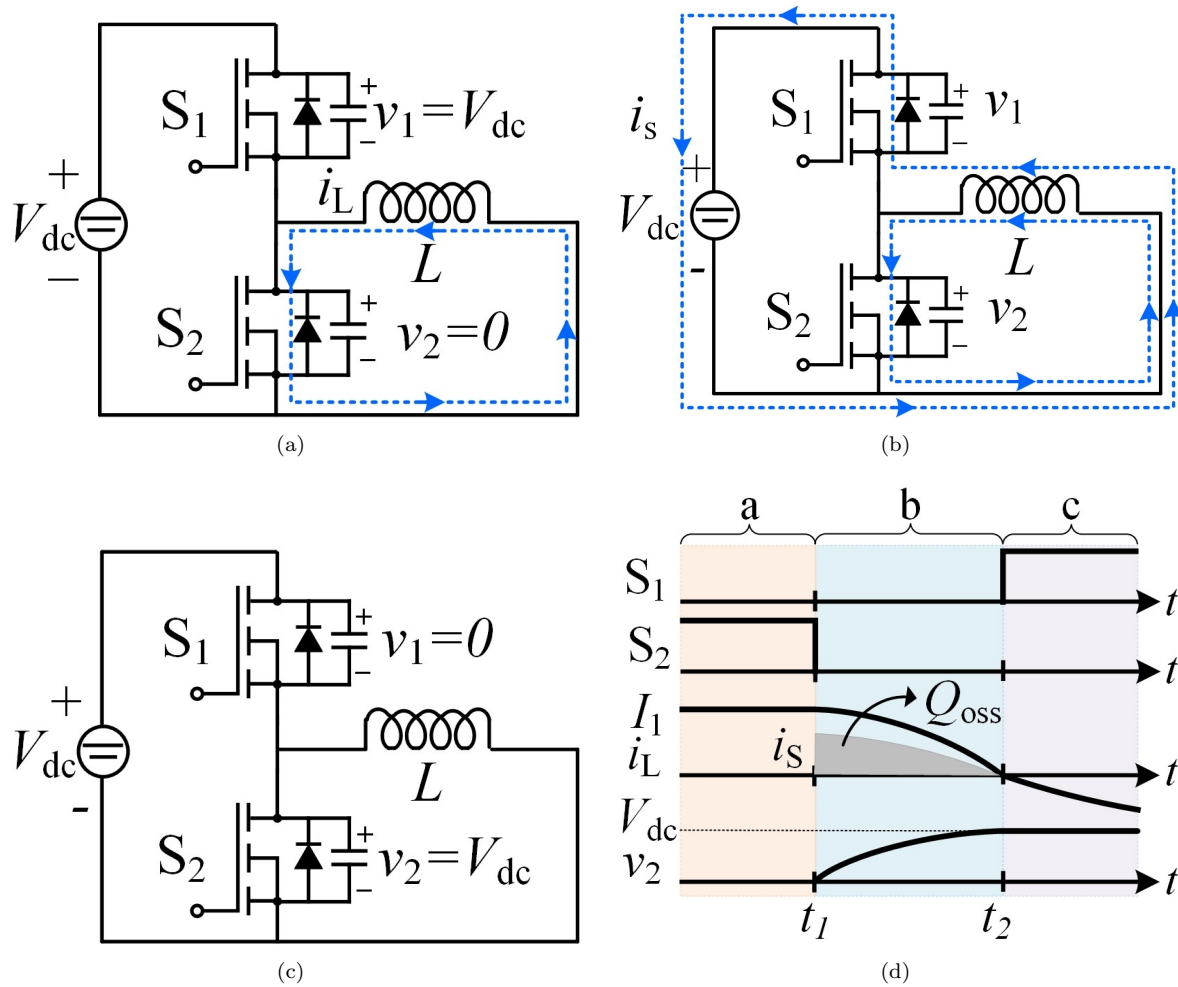 S1
+
−
v1=Vdc
iL
+
Vdc
−
L
S2
+
−
v2=0
(a)
is
S1
+
−
v1
+
Vdc
-
L
S2
+
−
v2
(b)
S1
+
−
v1=0
+
Vdc
-
L
S2
+
−
v2=Vdc
(c)
a b c
S1 t
S2 t
I1 Qoss
iL iS t
Vdc
v2 t
t1 t2
(d)